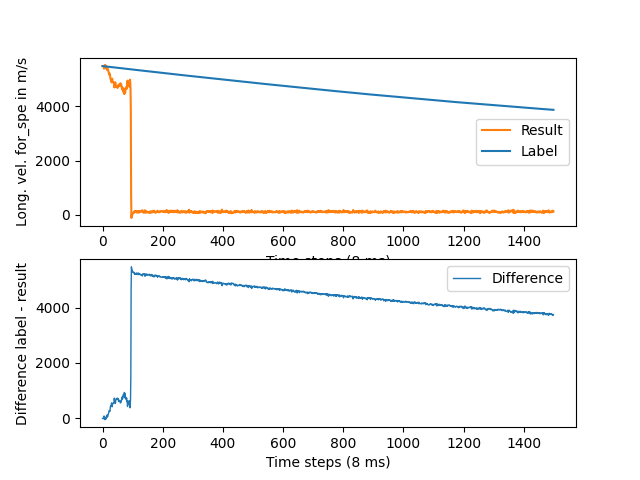 Long. vel. for_spe in m/s
4000
2000
0
Result
Label
0 200 400 600 800 1000 1200 1400
Time steps (8 ms)
Difference label - result
4000
2000
0
Difference
0 200 400 600 800 1000 1200 1400
Time steps (8 ms)